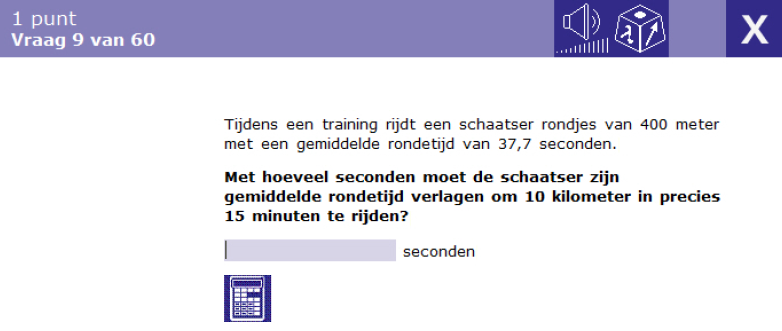 1 punt
Vraag 9 van 60
X
Tijdens een training rijdt een schaatser rondjes van 400 meter
met een gemiddelde rondetijd van 37,7 seconden.
Met hoeveel seconden moet de schaatser zijn
gemiddelde rondetijd verlagen om 10 kilometer in precies
15 minuten te rijden?
seconden